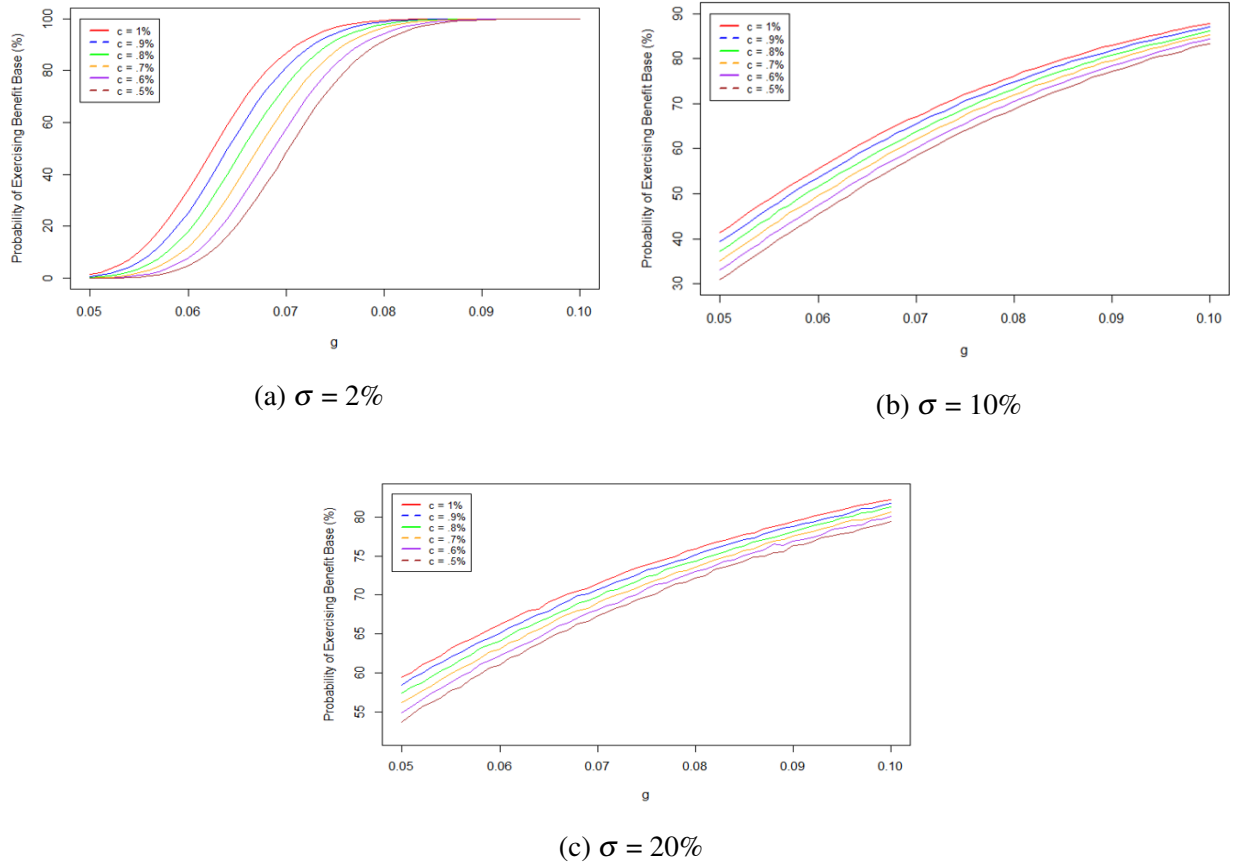 Probability of Exercising Benefit Base (%)
100
80
60
40
20
0
c = 1%
c = .9%
c = .8%
c = .7%
c = .6%
c = .5%
0.05 0.06 0.07 0.08 0.09 0.10
g
(a) σ = 2%
Probability of Exercising Benefit Base (%)
90
80
70
60
50
40
30
c = 1%
c = .9%
c = .8%
c = .7%
c = .6%
c = .5%
0.05 0.06 0.07 0.08 0.09 0.10
g
(b) σ = 10%
Probability of Exercising Benefit Base (%)
80
75
70
65
60
55
c = 1%
c = .9%
c = .8%
c = .7%
c = .6%
c = .5%
0.05 0.06 0.07 0.08 0.09 0.10
g
(c) σ = 20%